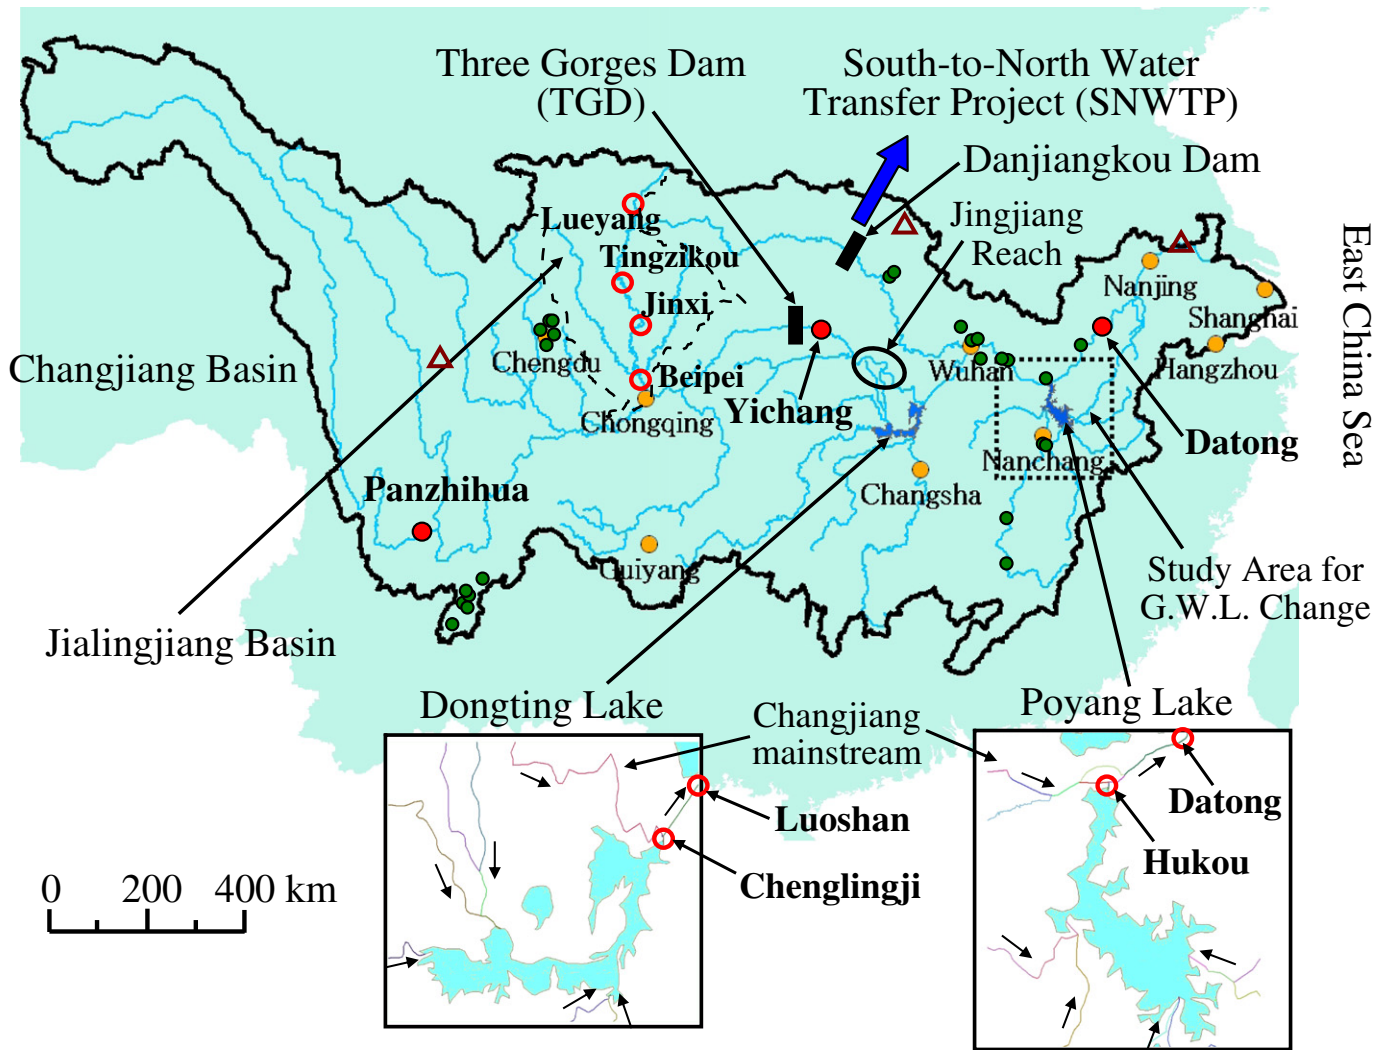 Three Gorges Dam
(TGD)
South-to-North Water
Transfer Project (SNWTP)
Danjiangkou Dam
Jingjiang
Reach
Lueyang
Tingzikou
Jinxi
Beipei
Chengdu
Chongqing
Changjiang Basin
Yichang
Wuhan
Nanjing
Shanghai
Hangzhou
East China Sea
Datong
Nanchang
Changsha
Panzhihua
Guiyang
Study Area for
G.W.L. Change
Jialingjiang Basin
Dongting Lake
Changjiang
mainstream
Poyang Lake
Luoshan
Chenglingji
Datong
Hukou
0 200 400 km